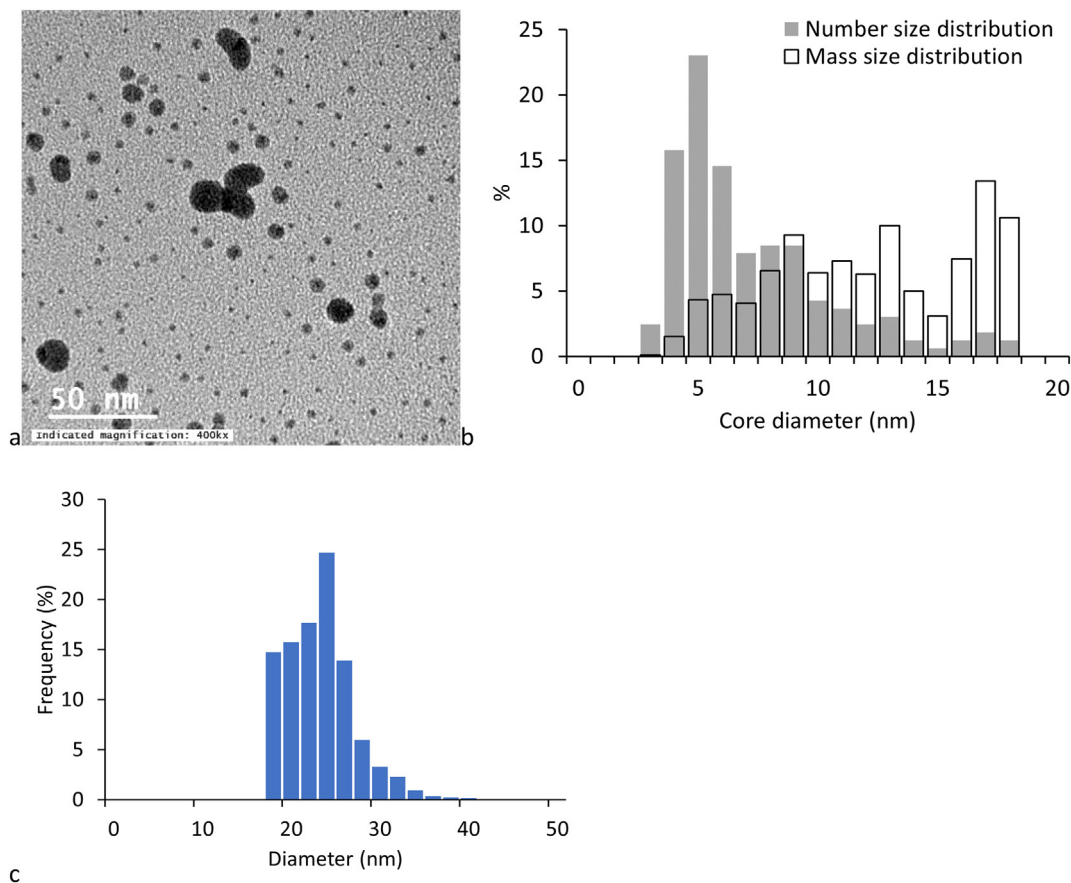 50 nm
Indicated magnification: 400kx
a
Number size distribution
Mass size distribution
25
20
15
10
5
0
%
0 5 10 15 20
Core diameter (nm)
b
30
25
20
15
10
5
0
Frequency (%)
0 10 20 30 40 50
Diameter (nm)
c